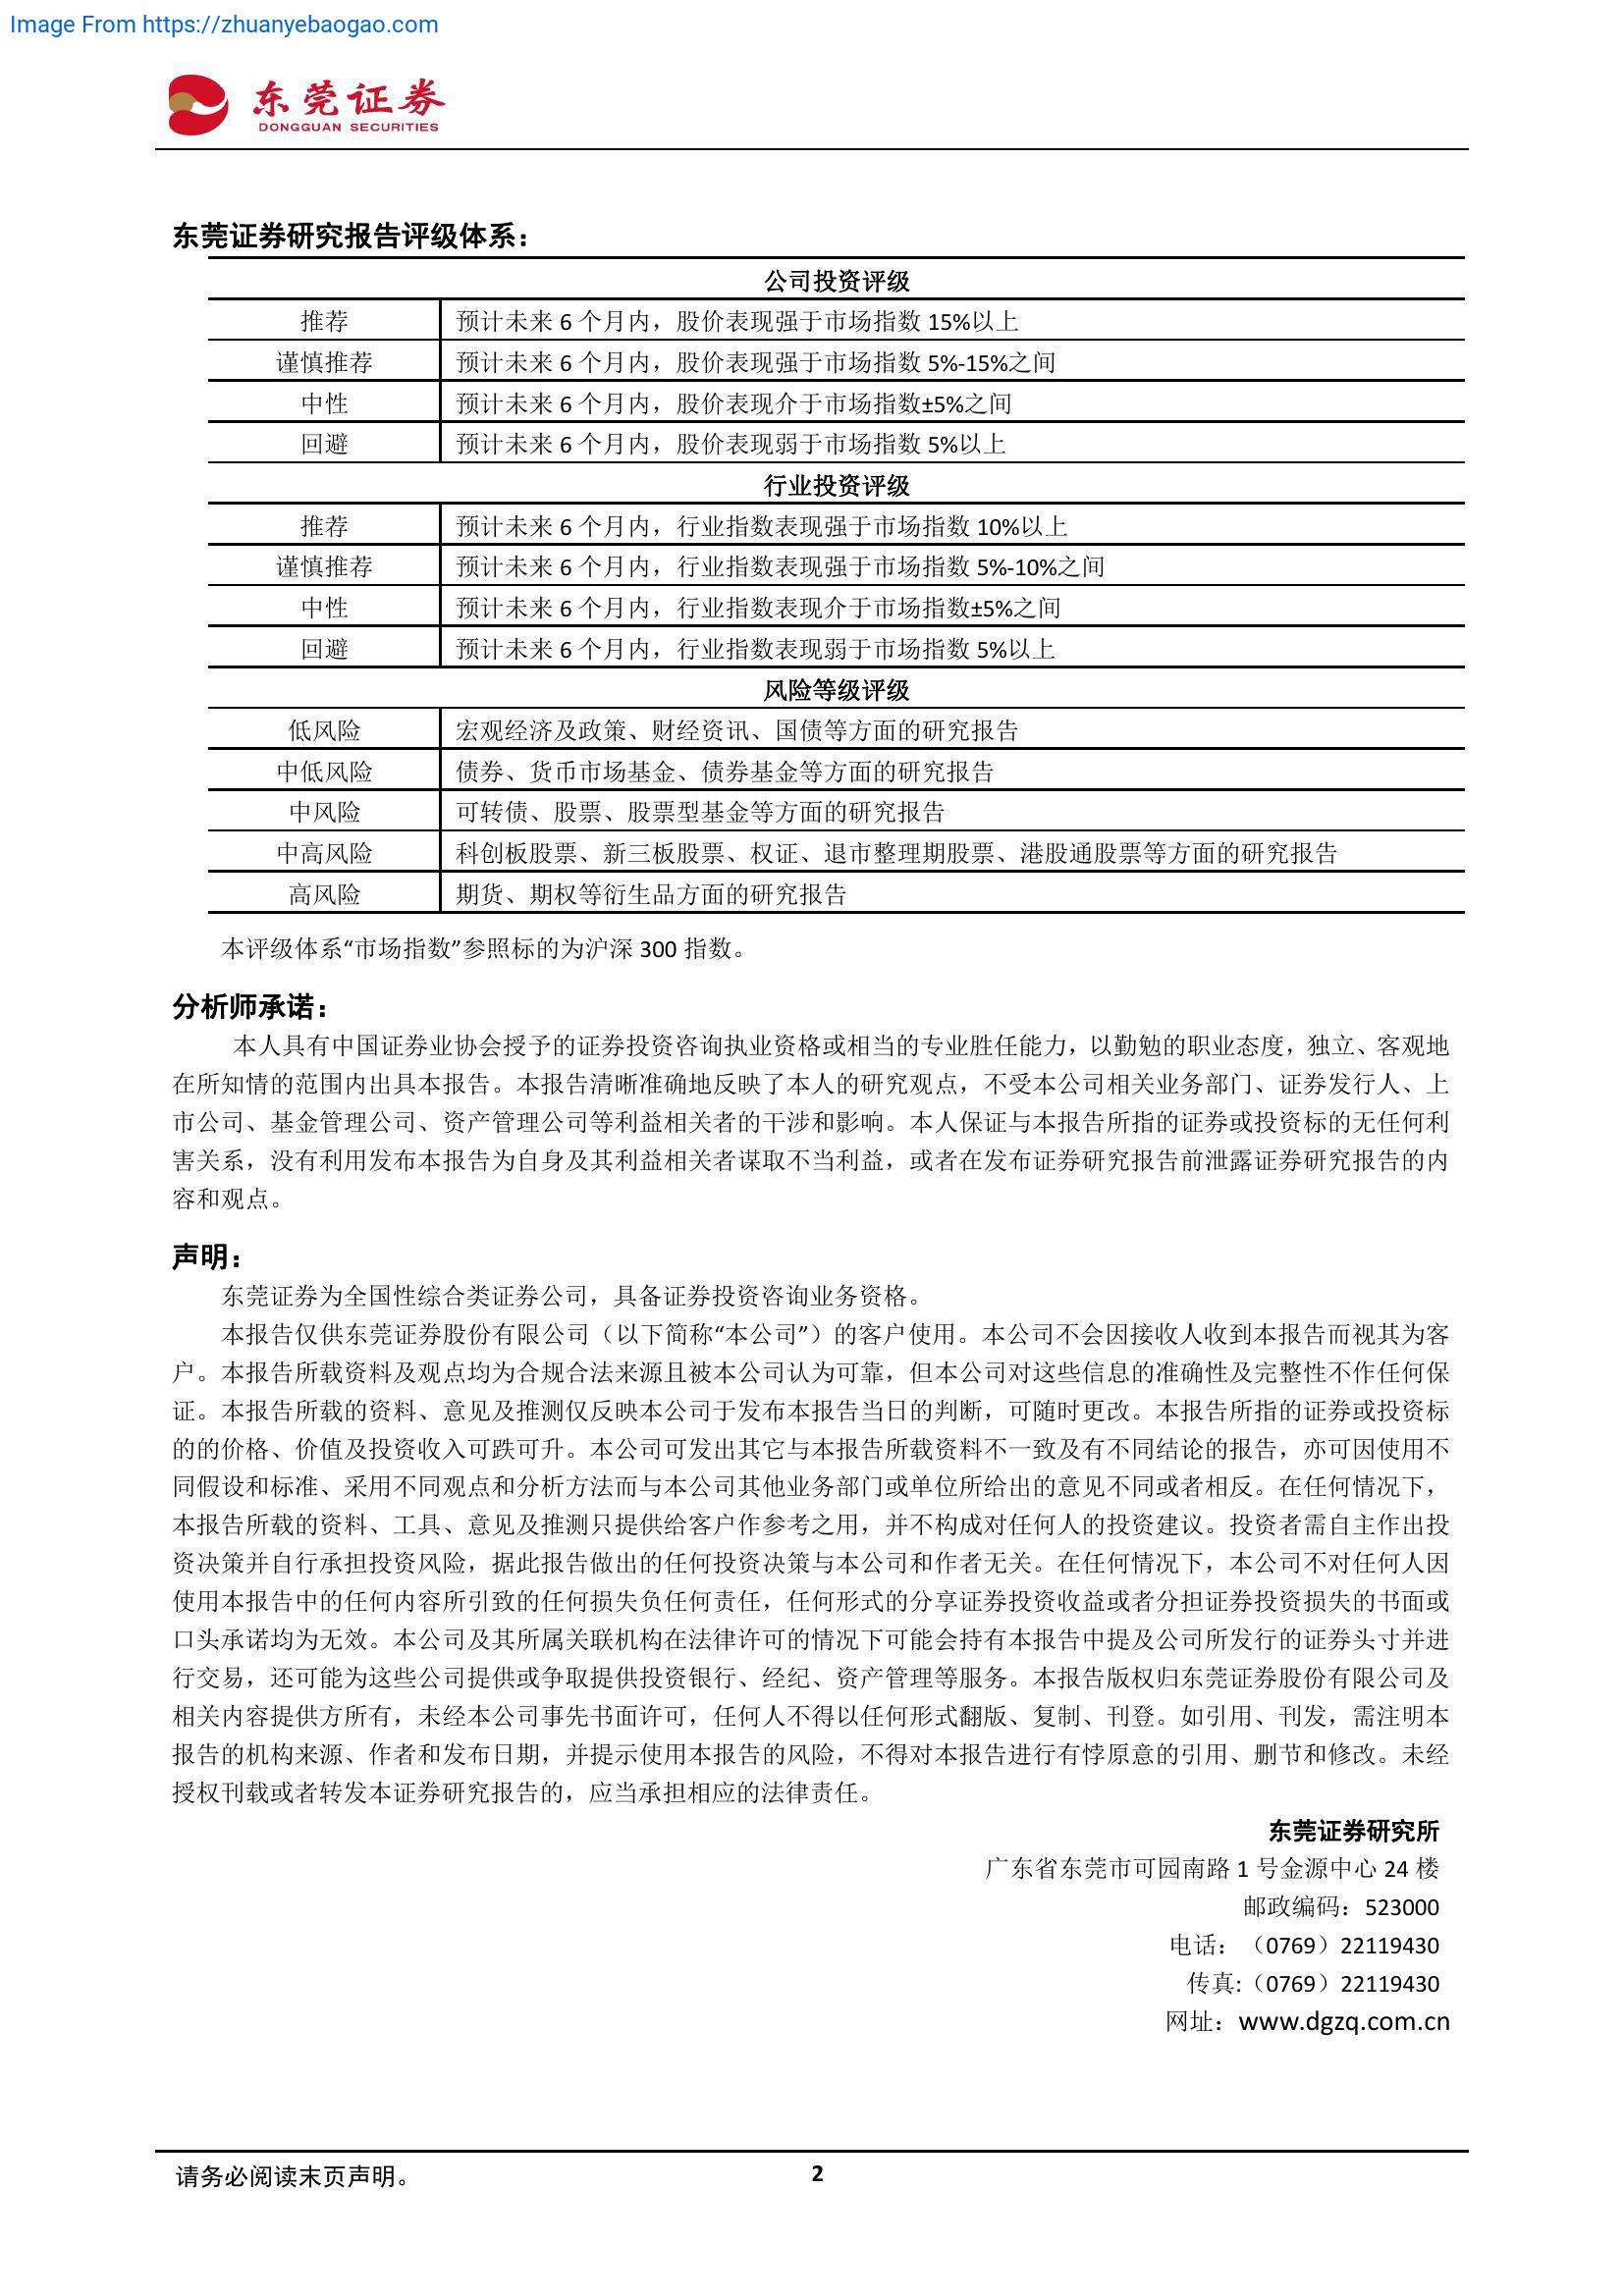 Image From https://zhuanyebaogao.com
东莞证券
DONGGUAN SECURITIES
东莞证券研究报告评级体系：
公司投资评级
推荐 预计未来 6 个月内，股价表现强于市场指数 15%以上
谨慎推荐 预计未来 6 个月内，股价表现强于市场指数 5%-15%之间
中性 预计未来 6 个月内，股价表现介于市场指数±5%之间
回避 预计未来 6 个月内，股价表现弱于市场指数 5%以上
行业投资评级
推荐 预计未来 6 个月内，行业指数表现强于市场指数 10%以上
谨慎推荐 预计未来 6 个月内，行业指数表现强于市场指数 5%-10%之间
中性 预计未来 6 个月内，行业指数表现介于市场指数±5%之间
回避 预计未来 6 个月内，行业指数表现弱于市场指数 5%以上
风险等级评级
低风险 宏观经济及政策、财经资讯、国债等方面的研究报告
中低风险 债券、货币市场基金、债券基金等方面的研究报告
中风险 可转债、股票、股票型基金等方面的研究报告
中高风险 科创板股票、新三板股票、权证、退市整理期股票、港股通股票等方面的研究报告
高风险 期货、期权等衍生品方面的研究报告
本评级体系“市场指数”参照标的为沪深 300 指数。
分析师承诺：
本人具有中国证券业协会授予的证券投资咨询执业资格或相当的专业胜任能力，以勤勉的职业态度，独立、客观地
在所知情的范围内出具本报告。本报告清晰准确地反映了本人的研究观点，不受本公司相关业务部门、证券发行人、上
市公司、基金管理公司、资产管理公司等利益相关者的干涉和影响。本人保证与本报告所指的证券或投资标的无任何利
害关系，没有利用发布本报告为自身及其利益相关者谋取不当利益，或者在发布证券研究报告前泄露证券研究报告的内
容和观点。
声明：
东莞证券为全国性综合类证券公司，具备证券投资咨询业务资格。
本报告仅供东莞证券股份有限公司（以下简称“本公司”）的客户使用。本公司不会因接收人收到本报告而视其为客
户。本报告所载资料及观点均为合规合法来源且被本公司认为可靠，但本公司对这些信息的准确性及完整性不作任何保
证。本报告所载的资料、意见及推测仅反映本公司于发布本报告当日的判断，可随时更改。本报告所指的证券或投资标
的的价格、价值及投资收入可跌可升。本公司可发出其它与本报告所载资料不一致及有不同结论的报告，亦可因使用不
同假设和标准、采用不同观点和分析方法而与本公司其他业务部门或单位所给出的意见不同或者相反。在任何情况下，
本报告所载的资料、工具、意见及推测只提供给客户作参考之用，并不构成对任何人的投资建议。投资者需自主作出投
资决策并自行承担投资风险，据此报告做出的任何投资决策与本公司和作者无关。在任何情况下，本公司不对任何人因
使用本报告中的任何内容所引致的任何损失负任何责任，任何形式的分享证券投资收益或者分担证券投资损失的书面或
口头承诺均为无效。本公司及其所属关联机构在法律许可的情况下可能会持有本报告中提及公司所发行的证券头寸并进
行交易，还可能为这些公司提供或争取提供投资银行、经纪、资产管理等服务。本报告版权归东莞证券股份有限公司及
相关内容提供方所有，未经本公司事先书面许可，任何人不得以任何形式翻版、复制、刊登。如引用、刊发，需注明本
报告的机构来源、作者和发布日期，并提示使用本报告的风险，不得对本报告进行有悖原意的引用、删节和修改。未经
授权刊载或者转发本证券研究报告的，应当承担相应的法律责任。
东莞证券研究所
广东省东莞市可园南路 1 号金源中心 24 楼
邮政编码：523000
电话：（0769）22119430
传真:（0769）22119430
网址：www.dgzq.com.cn
请务必阅读末页声明。 2